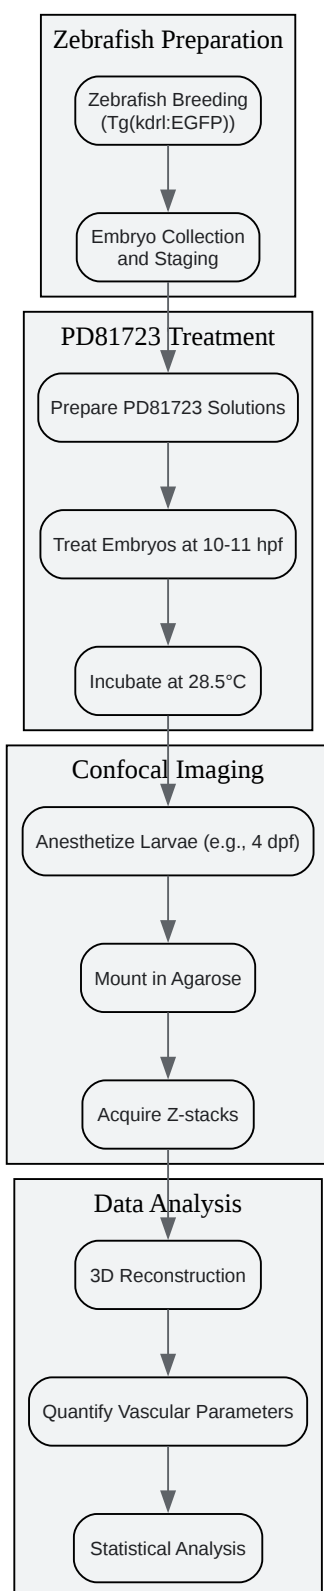 Zebrafish Preparation
Zebrafish Breeding
(Tg(kdrl:EGFP))
Embryo Collection
and Staging
PD81723 Treatment
Prepare PD81723 Solutions
Treat Embryos at 10-11 hpf
Incubate at 28.5°C
Confocal Imaging
Anesthetize Larvae (e.g., 4 dpf)
Mount in Agarose
Acquire Z-stacks
Data Analysis
3D Reconstruction
Quantify Vascular Parameters
Statistical Analysis